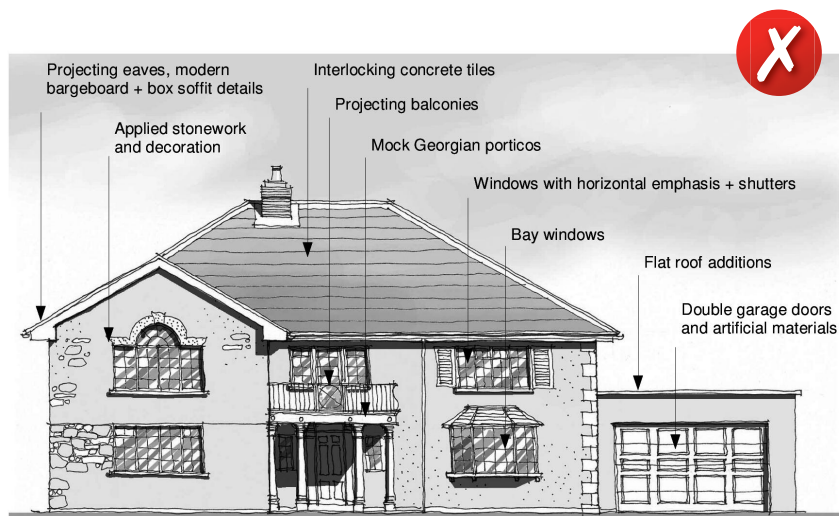 Projecting eaves, modern
bargeboard + box soffit details
Applied stonework
and decoration
Interlocking concrete tiles
Projecting balconies
Mock Georgian porticos
Windows with horizontal emphasis + shutters
Bay windows
Flat roof additions
Double garage doors
and artificial materials